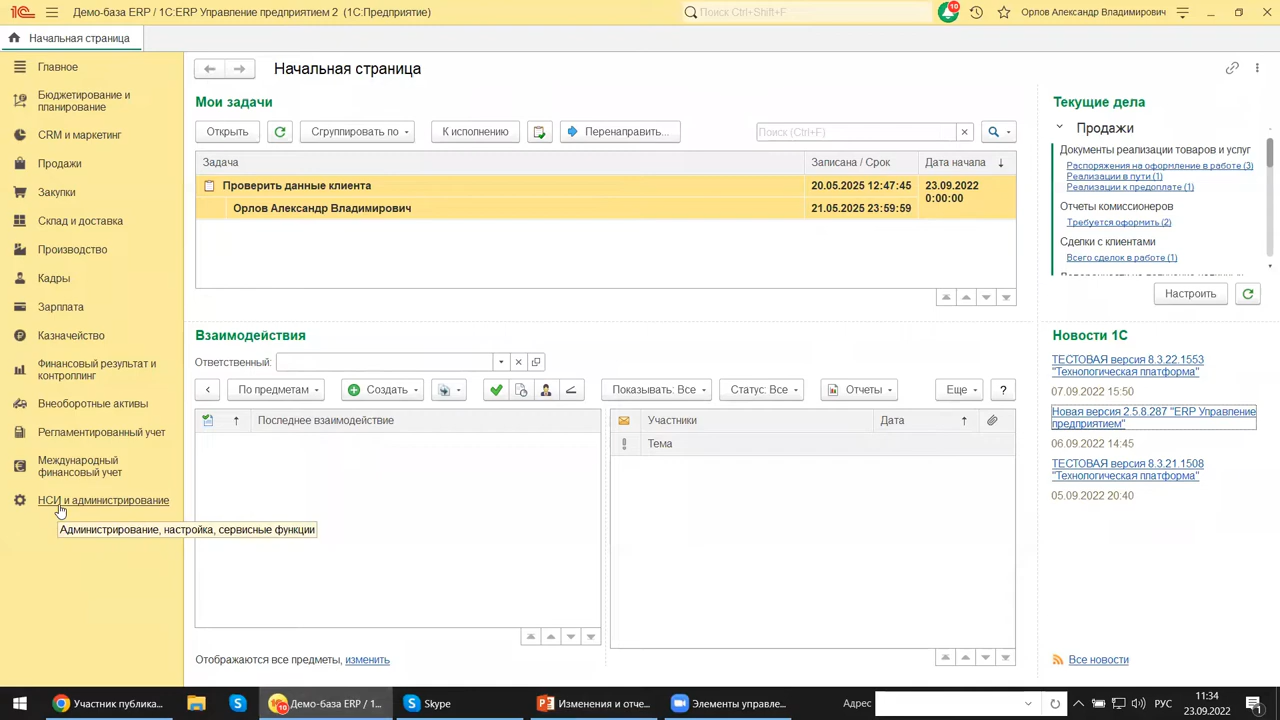 Демо-база ERP / 1С:ERP Управление предприятием 2 (1С:Предприятие)
Поиск Ctrl+Shift+F
10
Орлов Александр Владимирович
Начальная страница
Главное
Бюджетирование и
планирование
CRM и маркетинг
Продажи
Закупки
Склад и доставка
Производство
Кадры
Зарплата
Казначейство
Финансовый результат и
контроллинг
Внеоборотные активы
Регламентированный учет
Международный
финансовый учет
НСИ и администрирование
Администрирование, настройка, сервисные функции
Начальная страница
Мои задачи
Открыть
Сгруппировать по
К исполнению
Перенаправить...
Поиск (Ctrl+F)
Задача
Записана / Срок
Дата начала
Проверить данные клиента
20.05.2025 12:47:45
23.09.2022
0:00:00
Орлов Александр Владимирович
21.05.2025 23:59:59
Взаимодействия
Ответственный:
По предметам
Создать
Показывать: Все
Статус: Все
Отчеты
Еще
?
Последнее взаимодействие
Участники
Дата
Тема
Отображаются все предметы, изменить
Текущие дела
Продажи
Документы реализации товаров и услуг
Распоряжения на оформление в работе (3)
Реализации в пути (1)
Реализации к предоплате (1)
Отчеты комиссионеров
Требуется оформить (2)
Сделки с клиентами
Всего сделок в работе (1)
Настроить
Новости 1С
ТЕСТОВАЯ версия 8.3.22.1553
"Технологическая платформа"
07.09.2022 15:50
Новая версия 2.5.8.287 "ERP Управление
предприятием"
06.09.2022 14:45
ТЕСТОВАЯ версия 8.3.21.1508
"Технологическая платформа"
05.09.2022 20:40
Все новости
Участник публика...
Демо-база ERP / 1...
Skype
Изменения и отче...
Элементы управле...
Адрес
РУС
11:34
23.09.2022